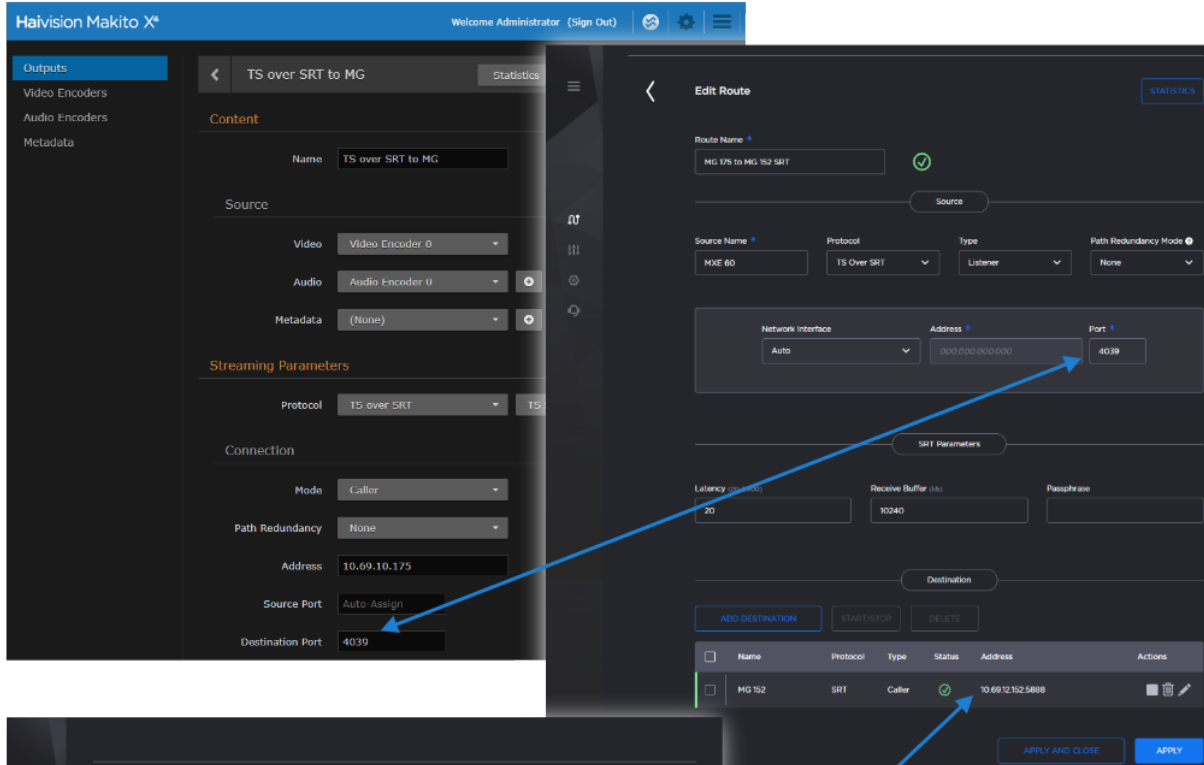 Haivision Makito X⁴
Welcome Administrator (Sign Out)
Outputs
Video Encoders
Audio Encoders
Metadata
TS over SRT to MG
Statistics
Content
Name
TS over SRT to MG
Source
Video
Video Encoder 0
Audio
Audio Encoder 0
Metadata
(None)
Streaming Parameters
Protocol
TS over SRT
TS
Connection
Mode
Caller
Path Redundancy
None
Address
10.69.10.175
Source Port
Auto-Assign
Destination Port
4039
Edit Route
STATISTICS
Route Name *
MG 175 to MG 152 SRT
Source
Source Name *
Protocol
Type
Path Redundancy Mode
MXE 60
TS Over SRT
Listener
None
Network Interface
Address *
Port *
Auto
000.000.000.000
4039
SRT Parameters
Latency
Receive Buffer (kb)
Passphrase
20
10240
Destination
ADD DESTINATION
START/STOP
DELETE
Name
Protocol
Type
Status
Address
Actions
MG 152
SRT
Caller
10.69.12.152:5888
APPLY AND CLOSE
APPLY